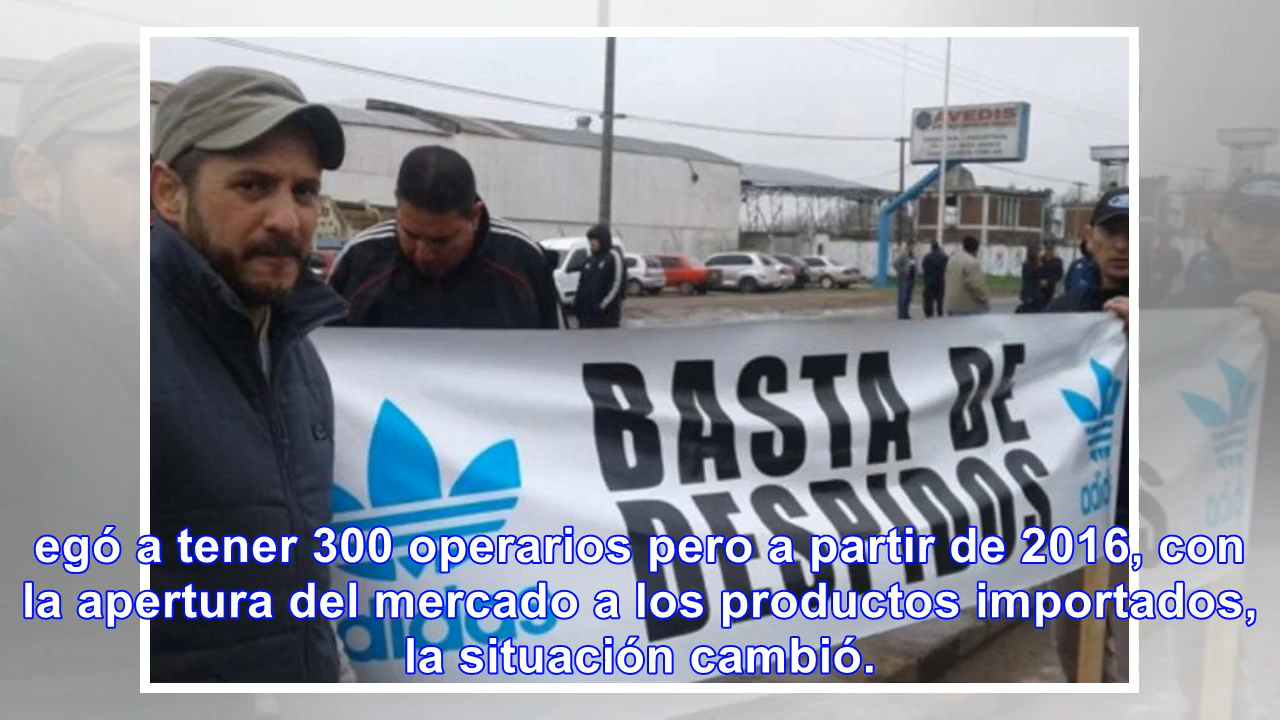 AVEDIS
BASTA DE
DESPIDOS
adidas
adidas
egó a tener 300 operarios pero a partir de 2016, con
la apertura del mercado a los productos importados,
la situación cambió.